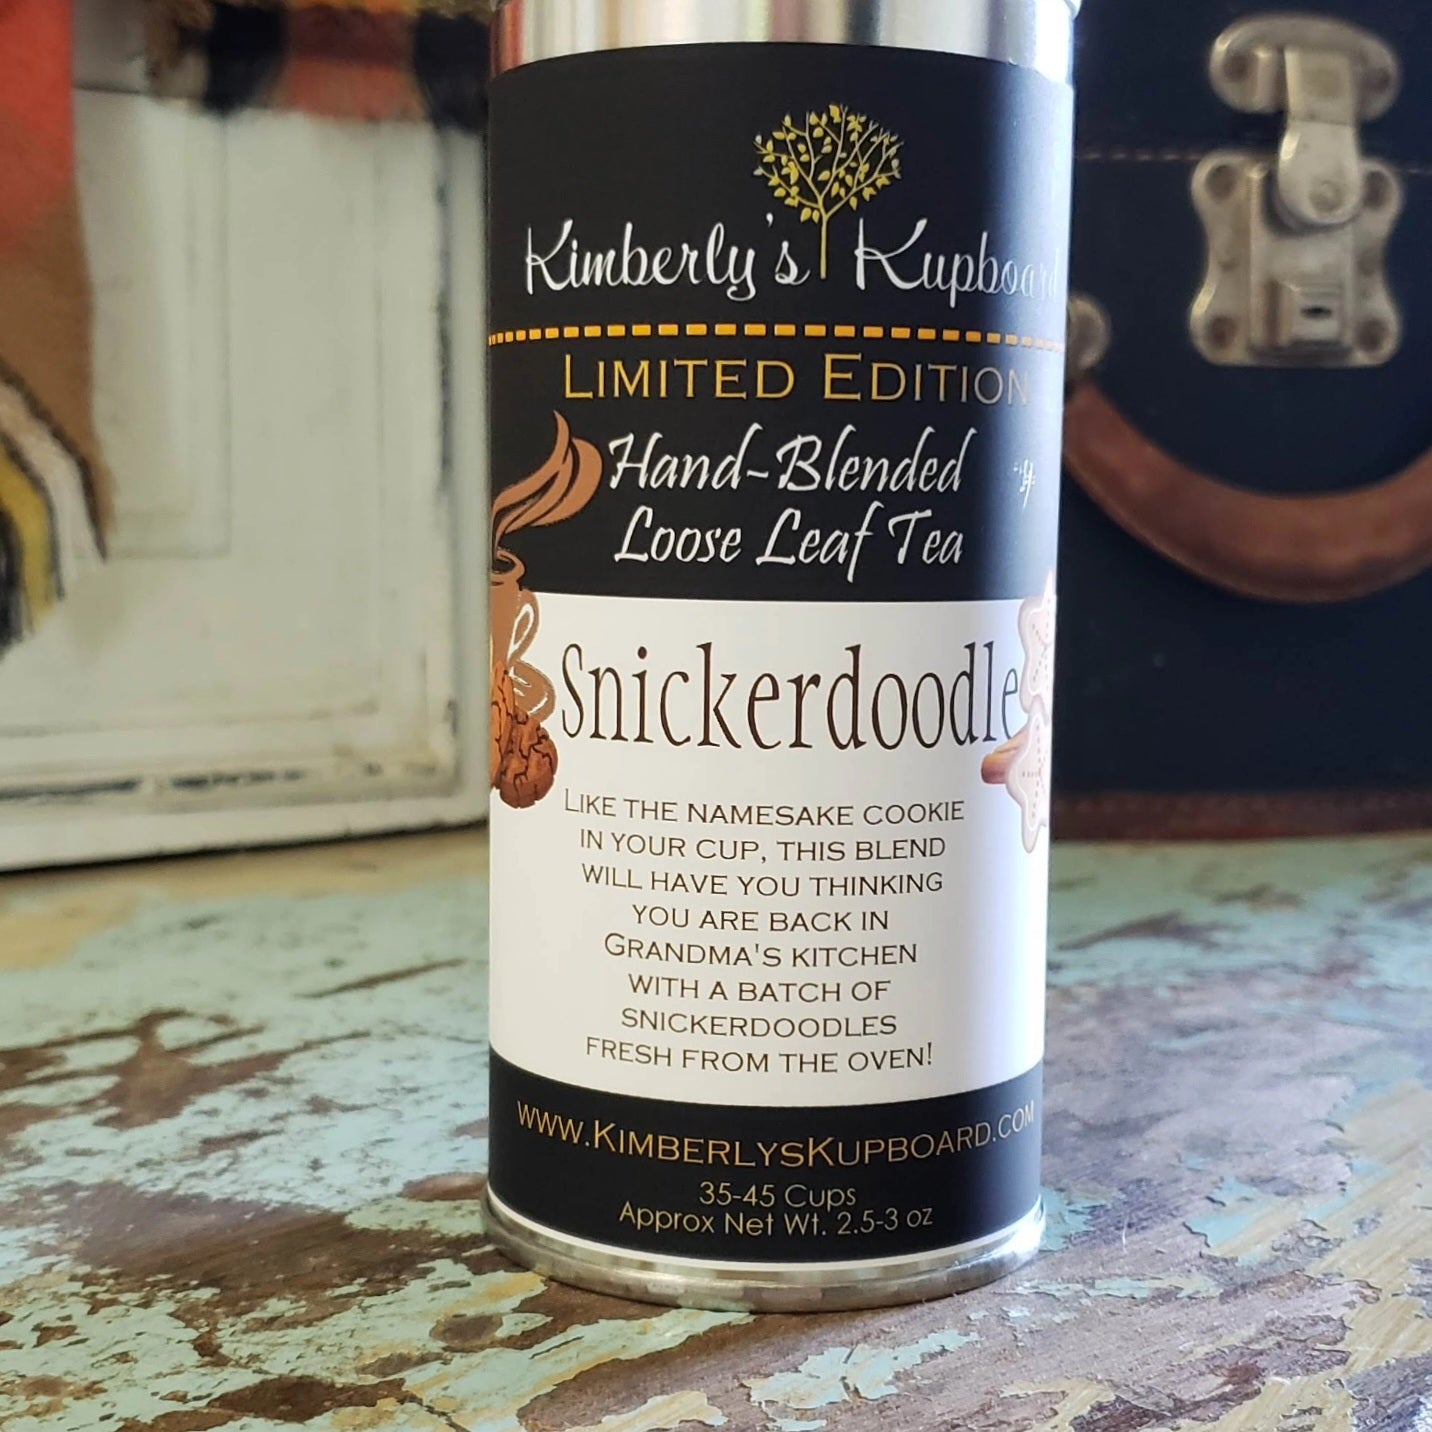 Kimberly's Kupboard
LIMITED EDITION
Hand-Blended
Loose Leaf Tea
Snickerdoodle
LIKE THE NAMESAKE COOKIE
IN YOUR CUP, THIS BLEND
WILL HAVE YOU THINKING
YOU ARE BACK IN
GRANDMA'S KITCHEN
WITH A BATCH OF
SNICKERDOODLES
FRESH FROM THE OVEN!
WWW.KIMBERLYSKUPBOARD.COM
35-45 Cups
Approx Net Wt. 2.5-3 oz